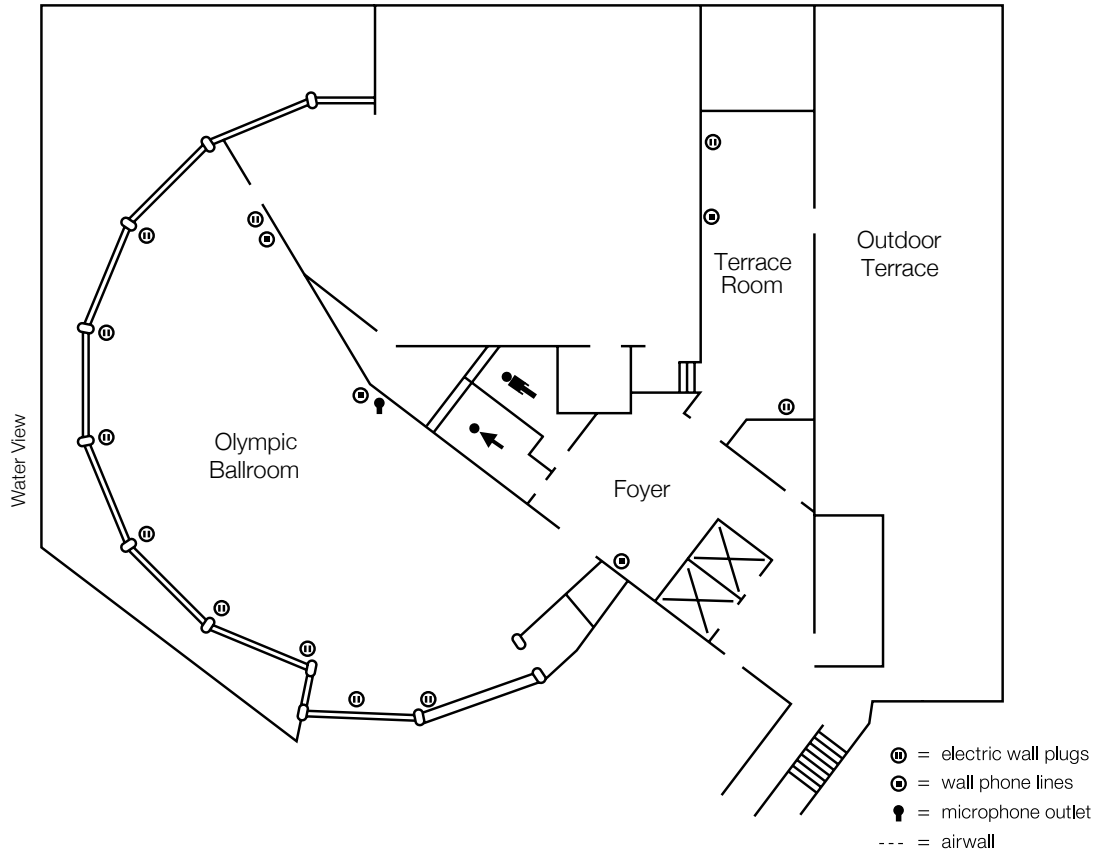 Outdoor
Terrace
Terrace
Room
Water View
Olympic
Ballroom
Foyer
= electric wall plugs
= wall phone lines
= microphone outlet
--- = airwall